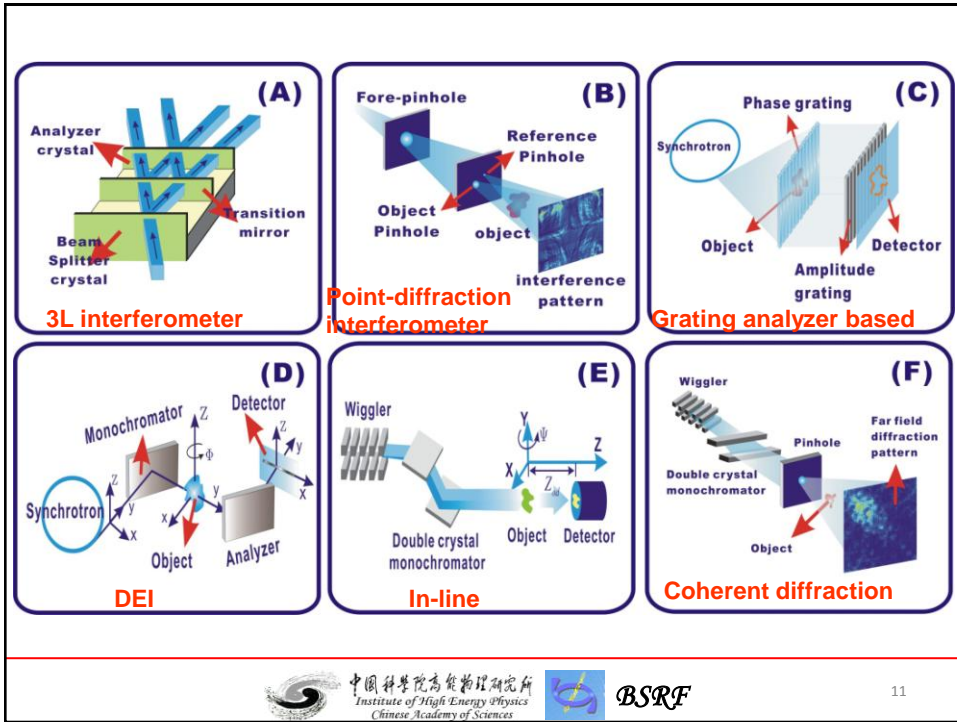 (A)
Analyzer
crystal
Transition
mirror
Beam
Splitter
crystal
3L interferometer
(B)
Fore-pinhole
Reference
Pinhole
Object
Pinhole
object
interference
pattern
Point-diffraction
interferometer
(C)
Phase grating
Synchrotron
Object
Detector
Amplitude
grating
Grating analyzer based
(D)
Monochromator
Detector
Z
Φ
Z
y
x
Z
y
x
Synchrotron
y
x
Object
Analyzer
DEI
(E)
Wiggler
Y
Ψ
X
Z
Double crystal
monochromator
Object
Detector
In-line
(F)
Wiggler
Far field
diffraction
pattern
Pinhole
Double crystal
monochromator
Object
Coherent diffraction
中国科学院高能物理研究所
Institute of High Energy Physics
Chinese Academy of Sciences
BSRF
11